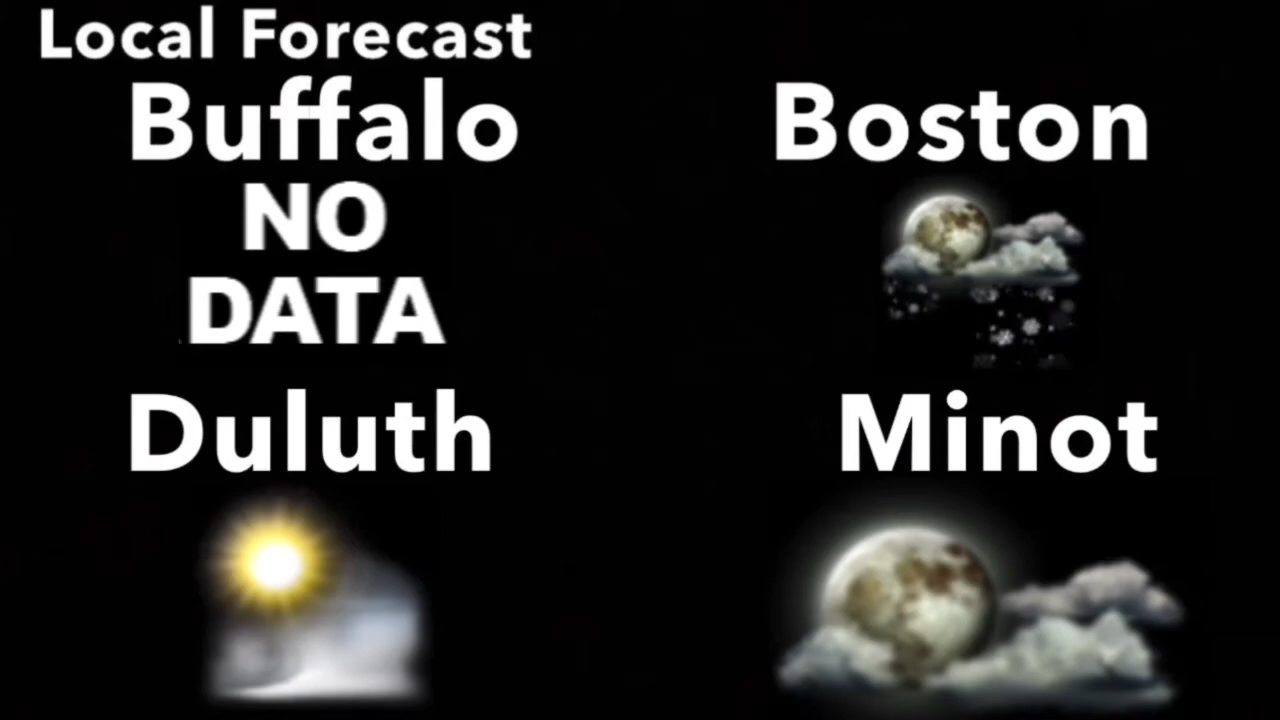 Local Forecast
Buffalo
NO
DATA
Boston
Duluth
Minot